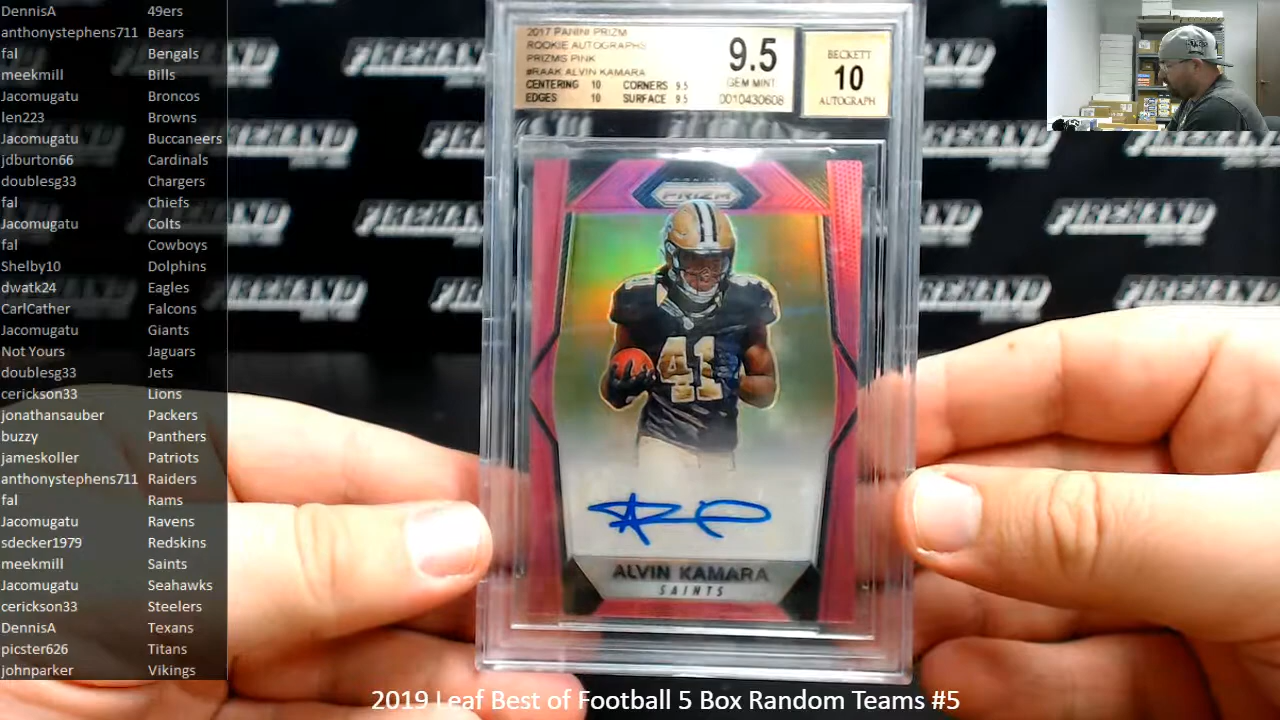 DennisA 49ers
anthonystephens711 Bears
fal Bengals
meekmill Bills
Jacomugatu Broncos
len223 Browns
Jacomugatu Buccaneers
jdburton66 Cardinals
doublesg33 Chargers
fal Chiefs
Jacomugatu Colts
fal Cowboys
Shelby10 Dolphins
dwatk24 Eagles
CarlCather Falcons
Jacomugatu Giants
Not Yours Jaguars
doublesg33 Jets
cerickson33 Lions
jonathansauber Packers
buzzy Panthers
jameskoller Patriots
anthonystephens711 Raiders
fal Rams
Jacomugatu Ravens
sdecker1979 Redskins
meekmill Saints
Jacomugatu Seahawks
cerickson33 Steelers
DennisA Texans
picster626 Titans
johnparker Vikings
2017 PANINI PRIZM
ROOKIE AUTOGRAPHS
PRIZMS PINK
#RAAK ALVIN KAMARA
CENTERING 10 CORNERS 9.5
EDGES 10 SURFACE 9.5
9.5
GEM MINT
0010430608
BECKETT
10
AUTOGRAPH
FIREHAND
PANINI
PRIZM
41
41
ALVIN KAMARA
SAINTS
2019 Leaf Best of Football 5 Box Random Teams #5